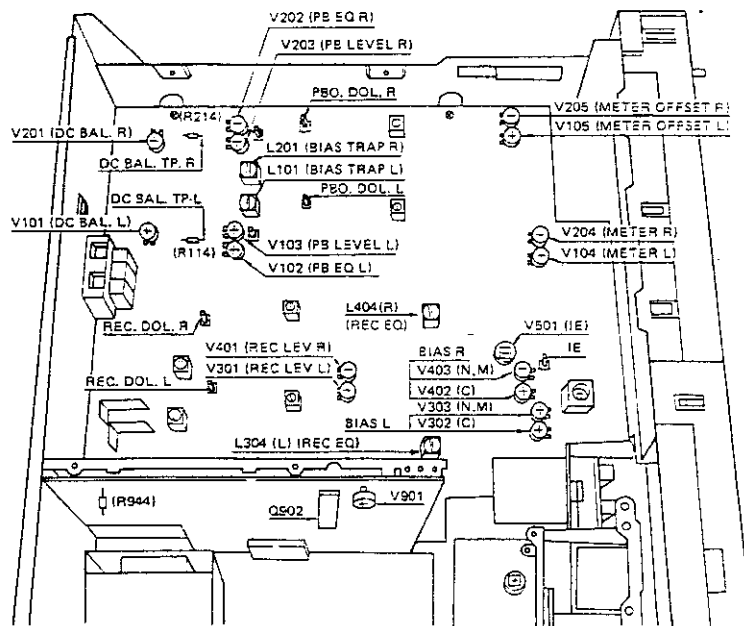 V202 (PB EQ R)
V203 (PB LEVEL R)
PBO. DOL. R
(R214)
V201 (DC BAL. R)
DC BAL. TP. R
V205 (METER OFFSET R)
V105 (METER OFFSET L)
L201 (BIAS TRAP R)
L101 (BIAS TRAP L)
PBO. DOL. L
DC BAL. TP-L
V101 (DC BAL. L)
(R114)
V103 (PB LEVEL L)
V102 (PB EQ L)
V204 (METER R)
V104 (METER L)
L404(R)
(REC EQ)
V501 (IE)
IE
REC. DOL. R
V401 (REC LEV R)
V301 (REC LEV L)
BIAS R
V403 (N,M)
V402 (C)
REC. DOL. L
V303 (N,M)
BIAS L
V302 (C)
L304 (L) (REC EQ)
(R944)
Q902
V901